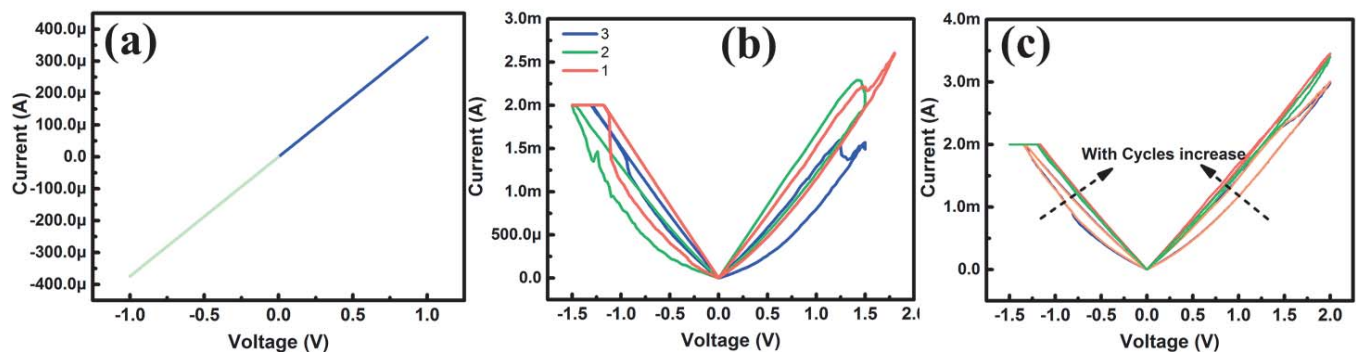 (a)
400.0µ
300.0µ
200.0µ
100.0µ
0.0
-100.0µ
-200.0µ
-300.0µ
-400.0µ
Current (A)
-1.0 -0.5 0.0 0.5 1.0
Voltage (V)
(b)
3
2
1
3.0m
2.5m
2.0m
1.5m
1.0m
500.0µ
0.0
Current (A)
-1.5 -1.0 -0.5 0.0 0.5 1.0 1.5 2.0
Voltage (V)
(c)
4.0m
3.0m
2.0m
1.0m
0.0
Current (A)
With Cycles increase
-1.5 -1.0 -0.5 0.0 0.5 1.0 1.5 2.0
Voltage (V)